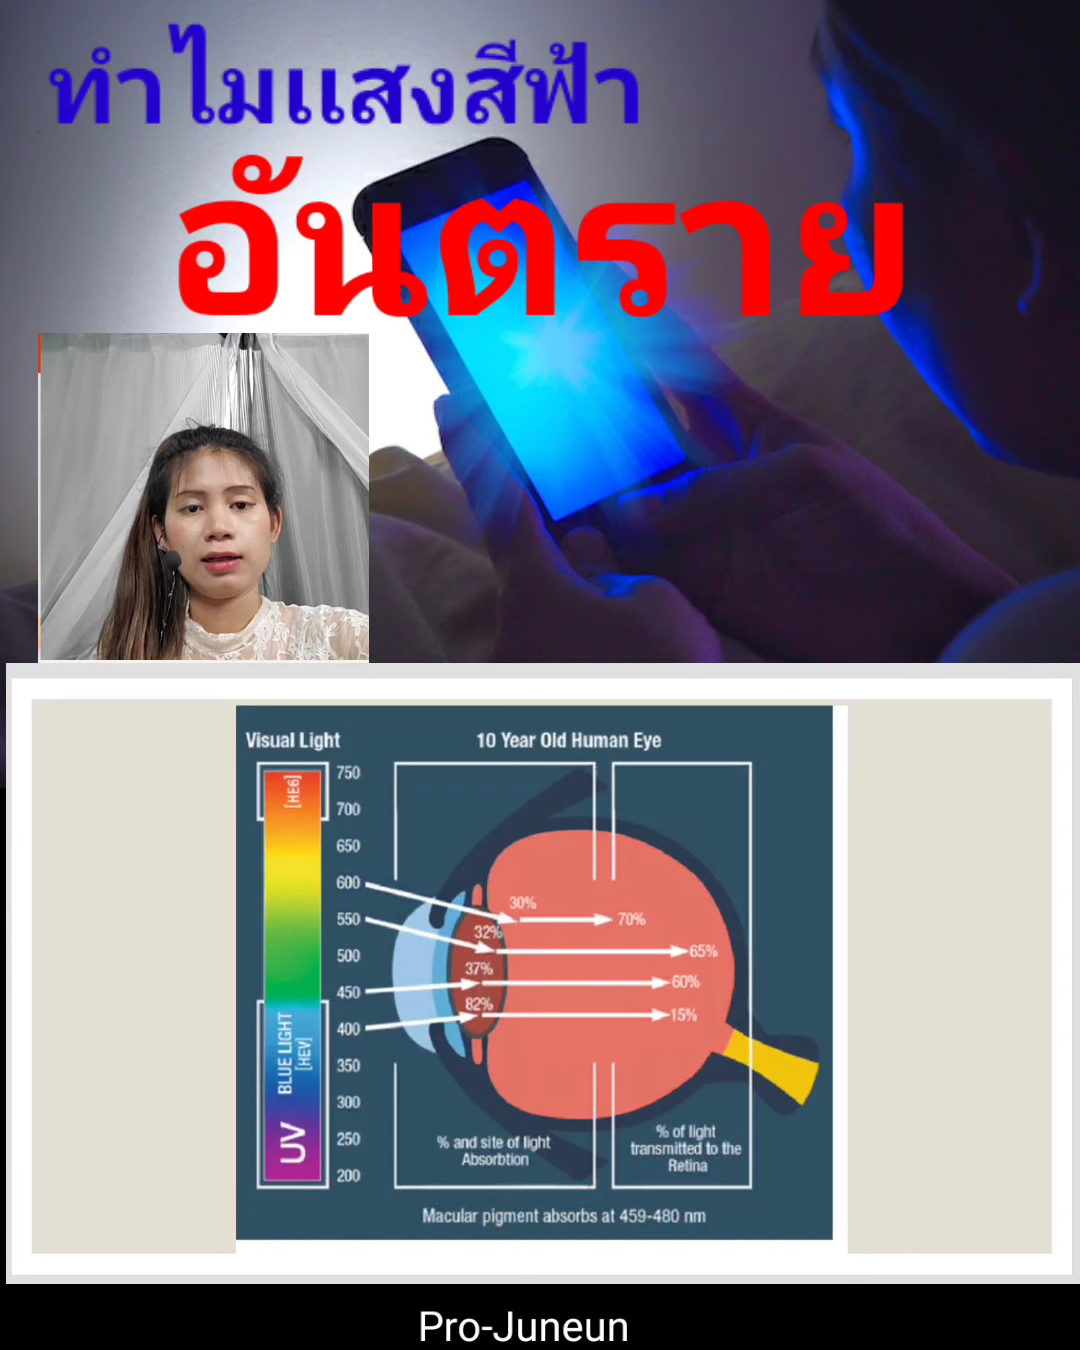 ทำไมแสงสีฟ้า
อันตราย
Visual Light
10 Year Old Human Eye
[HE6]
750
700
650
600
550
500
450
400
350
300
250
200
BLUE LIGHT
[HEV]
UV
30%
70%
32%
65%
37%
60%
82%
15%
% and site of light
Absorbtion
% of light
transmitted to the
Retina
Macular pigment absorbs at 459-480 nm
Pro-Juneun